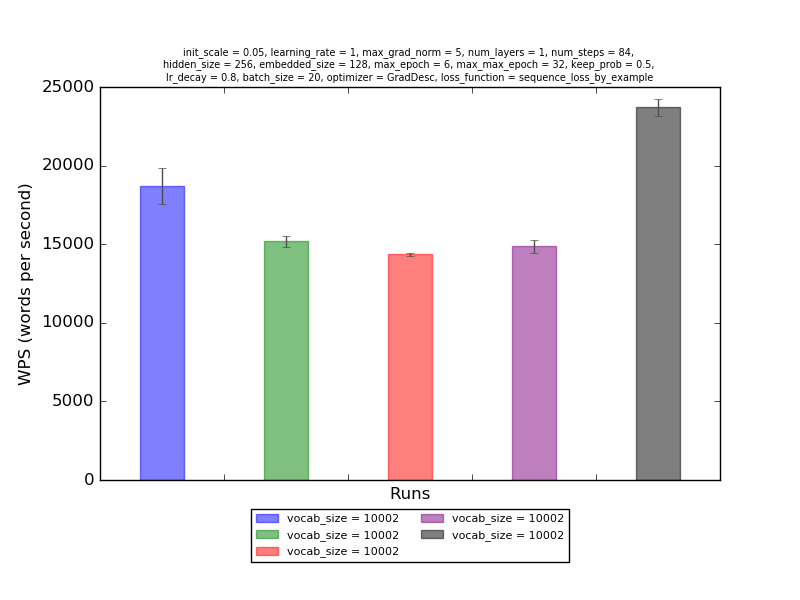 init_scale = 0.05, learning_rate = 1, max_grad_norm = 5, num_layers = 1, num_steps = 84,
hidden_size = 256, embedded_size = 128, max_epoch = 6, max_max_epoch = 32, keep_prob = 0.5,
lr_decay = 0.8, batch_size = 20, optimizer = GradDesc, loss_function = sequence_loss_by_example
25000
20000
15000
10000
5000
0
WPS (words per second)
Runs
vocab_size = 10002
vocab_size = 10002
vocab_size = 10002
vocab_size = 10002
vocab_size = 10002